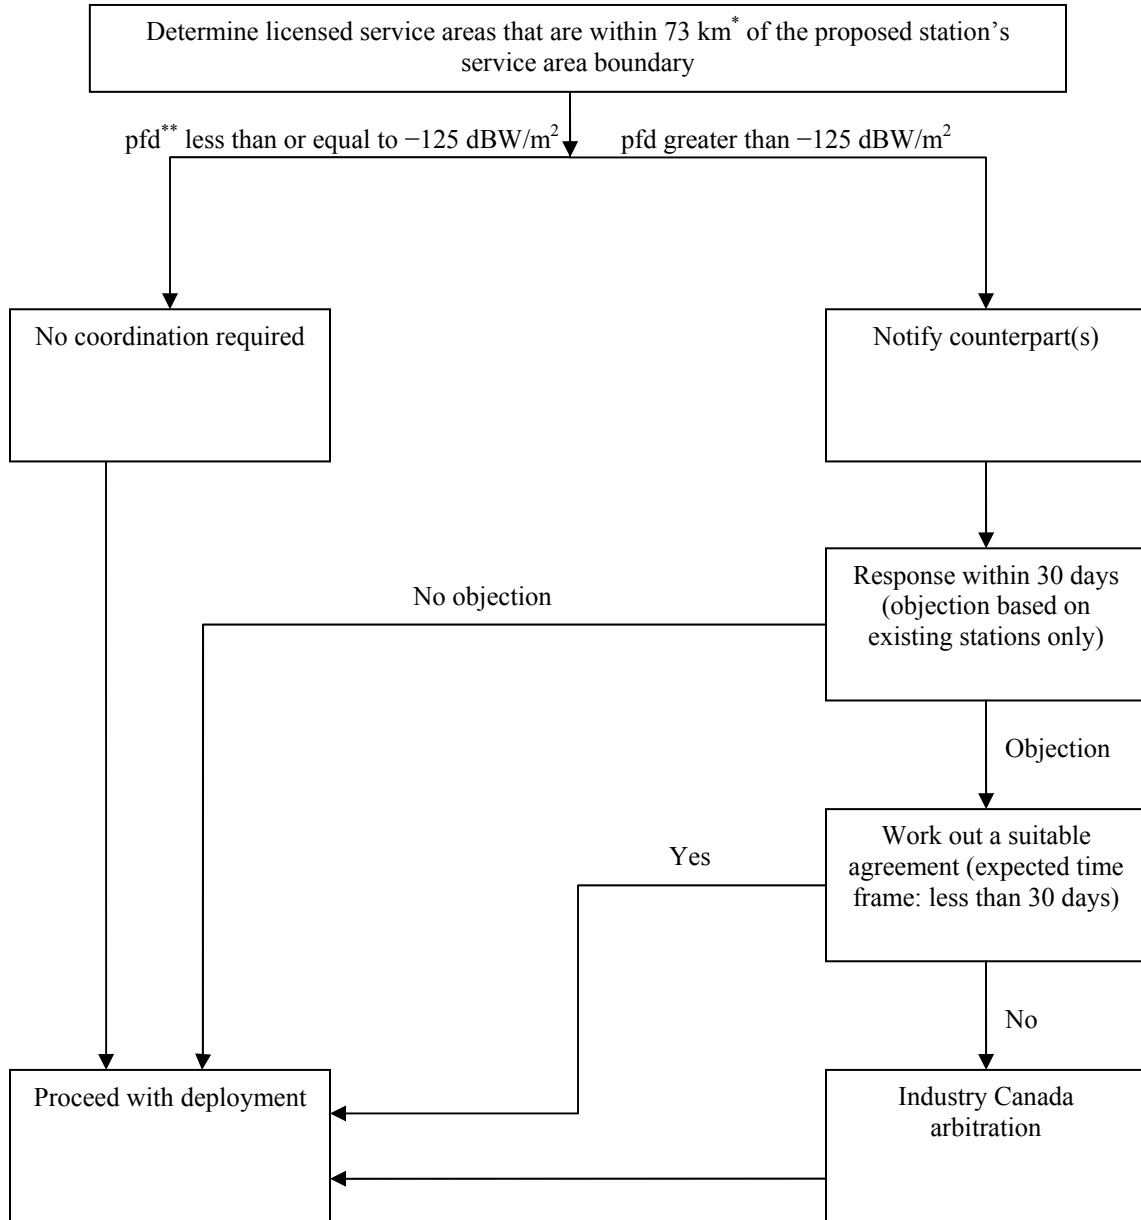 Determine licensed service areas that are within 73 km* of the proposed station's
service area boundary
pfd** less than or equal to −125 dBW/m²
pfd greater than −125 dBW/m²
No coordination required
Notify counterpart(s)
Response within 30 days
(objection based on
existing stations only)
No objection
Objection
Work out a suitable
agreement (expected time
frame: less than 30 days)
Yes
No
Proceed with deployment
Industry Canada
arbitration